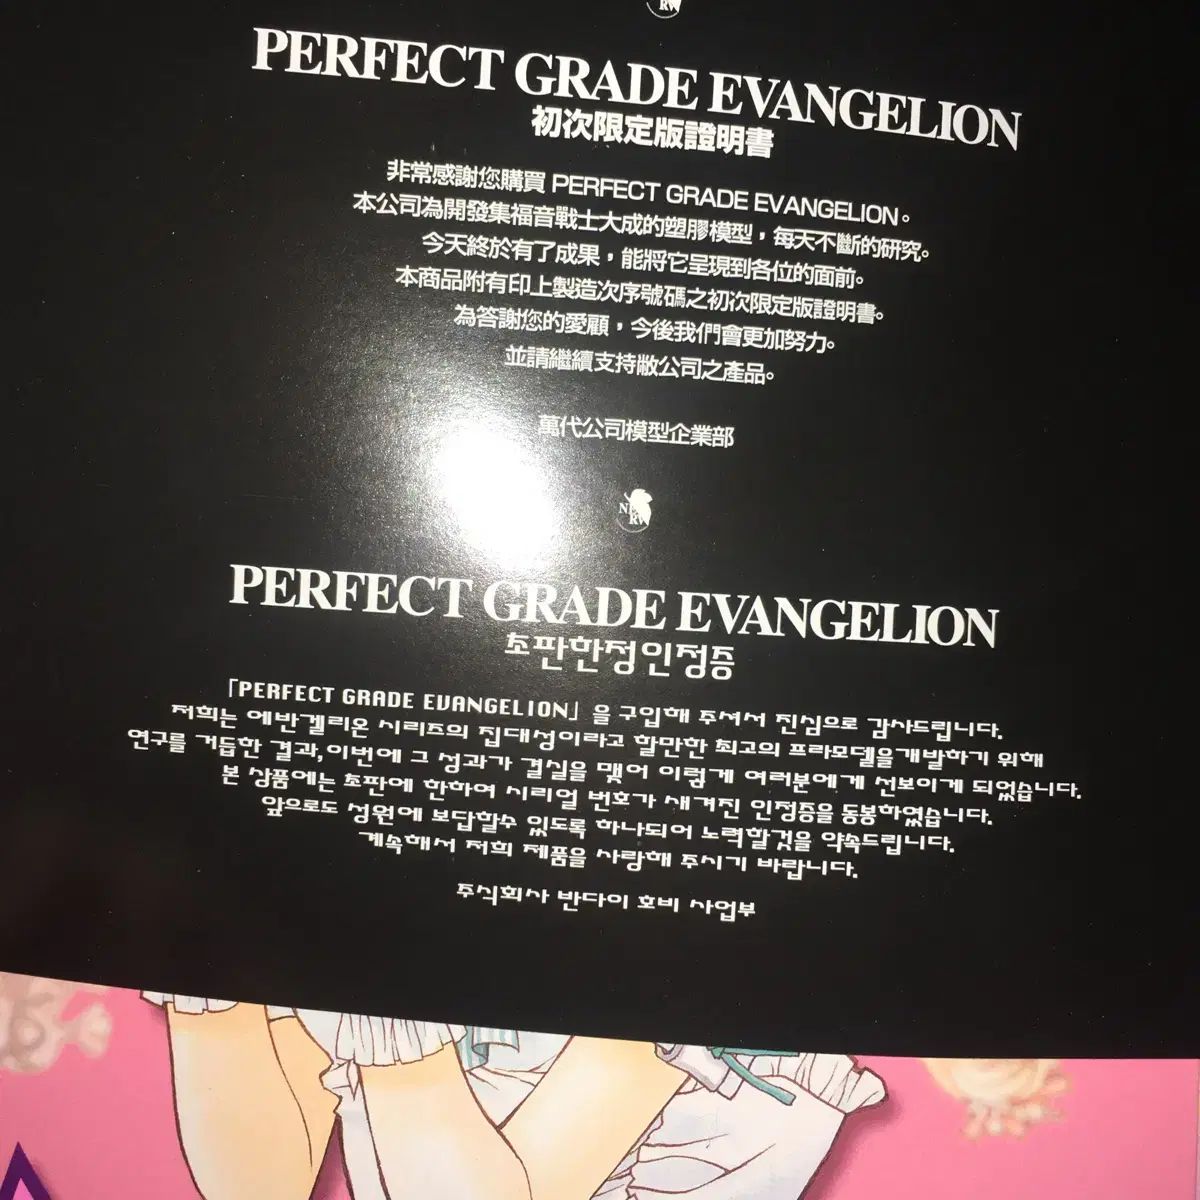 RV
PERFECT GRADE EVANGELION
初次限定版證明書
非常感謝您購買 PERFECT GRADE EVANGELION。
本公司為開發集福音戰士大成的塑膠模型，每天不斷的研究。
今天終於有了成果，能將它呈現到各位的面前。
本商品附有印上製造次序號碼之初次限定版證明書。
為答謝您的愛顧，今後我們會更加努力。
並請繼續支持敝公司之產品。
萬代公司模型企業部
NERV
PERFECT GRADE EVANGELION
초판한정인정증
「PERFECT GRADE EVANGELION」을 구입해 주셔서 진심으로 감사드립니다.
저희는 에반겔리온 시리즈의 집대성이라고 할만한 최고의 프라모델을개발하기 위해
연구를 거듭한 결과,이번에 그 성과가 결실을 맺어 이렇게 여러분에게 선보이게 되었습니다.
본 상품에는 초판에 한하여 시리얼 번호가 새겨진 인정증을 동봉하였습니다.
앞으로도 성원에 보답할수 있도록 하나되어 노력할것을 약속드립니다.
계속해서 저희 제품을 사랑해 주시기 바랍니다.
주식회사 반다이 호비 사업부